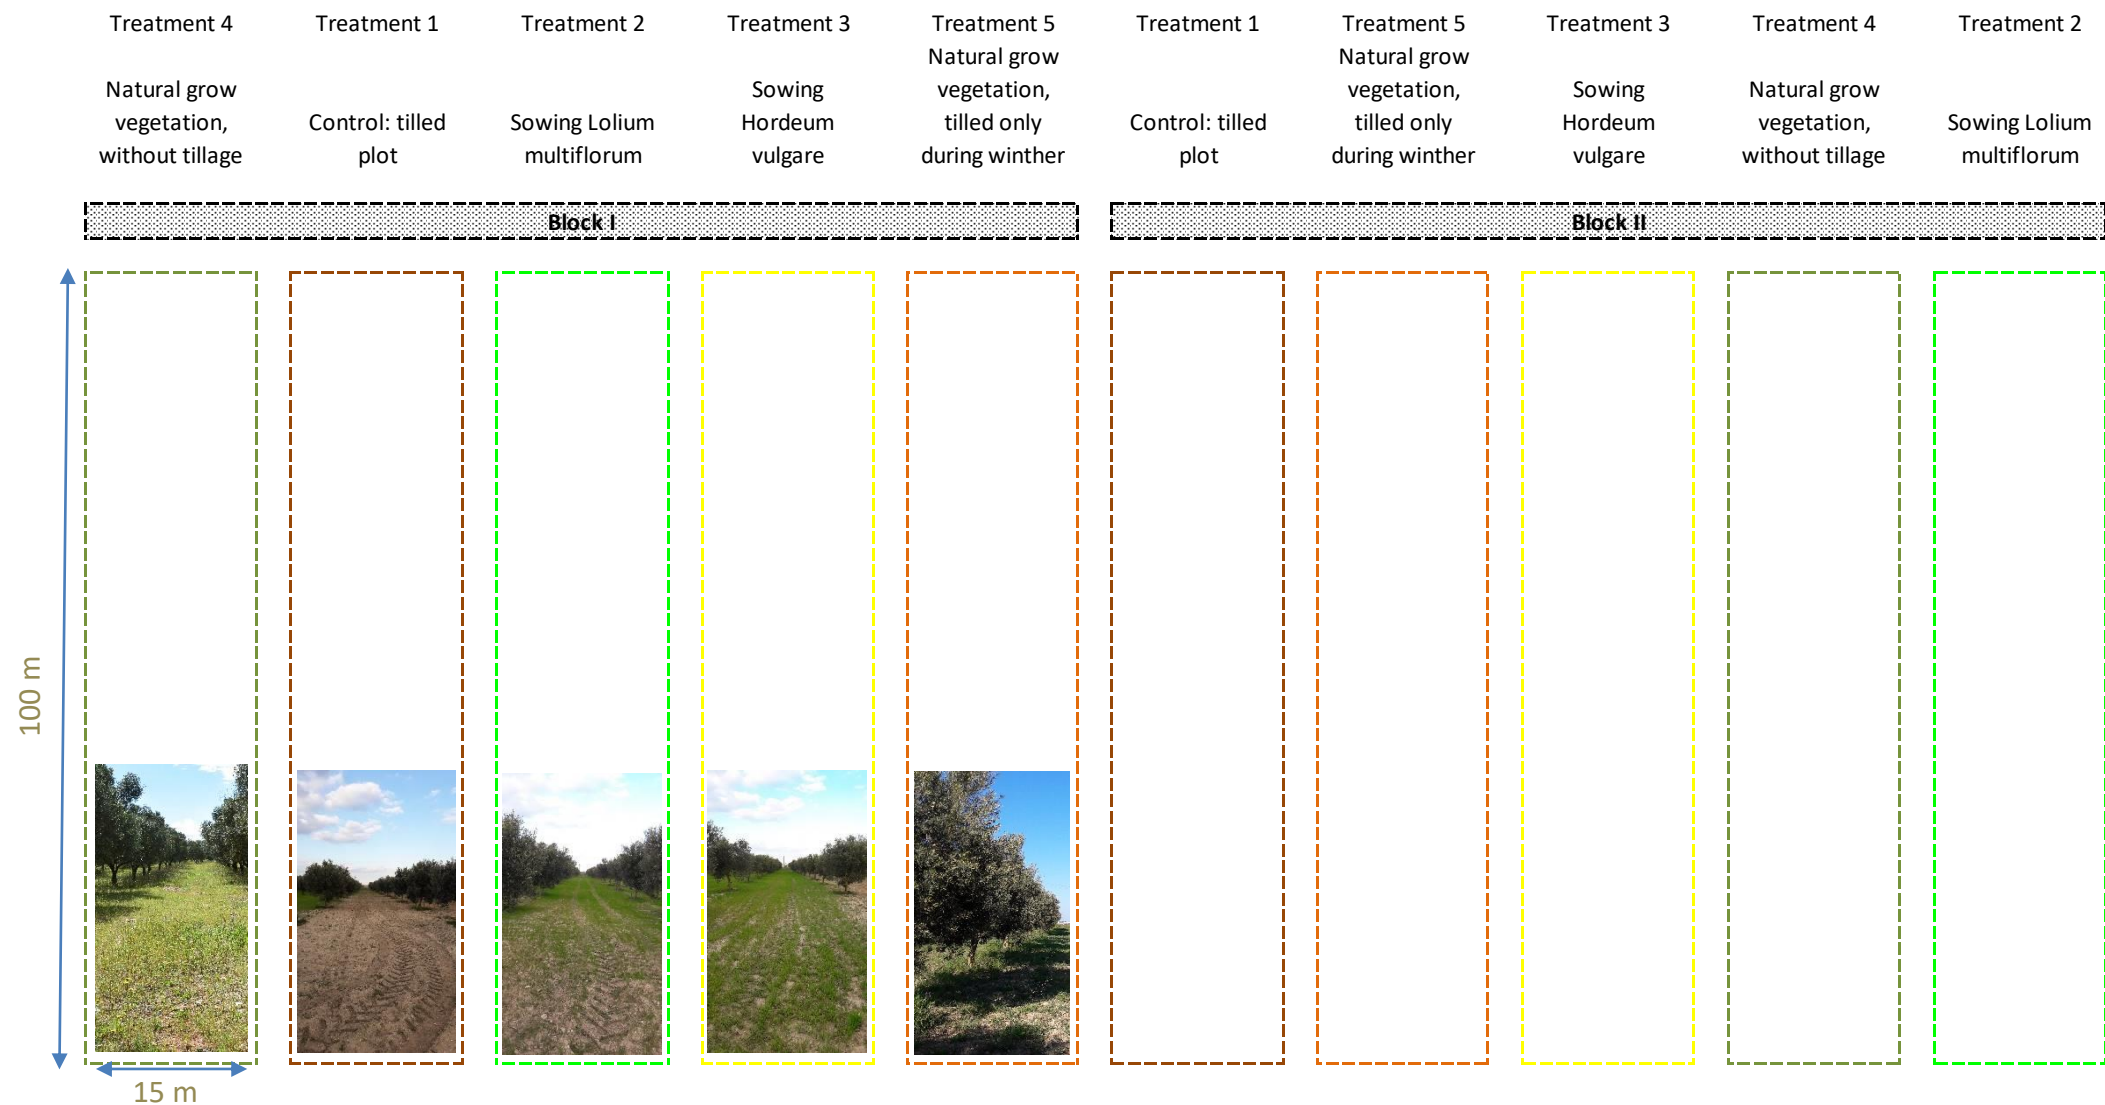 Treatment 4
Natural grow
vegetation,
without tillage
Treatment 1
Control: tilled
plot
Treatment 2
Sowing Lolium
multiflorum
Treatment 3
Sowing
Hordeum
vulgare
Treatment 5
Natural grow
vegetation,
tilled only
during winther
Treatment 1
Control: tilled
plot
Treatment 5
Natural grow
vegetation,
tilled only
during winther
Treatment 3
Sowing
Hordeum
vulgare
Treatment 4
Natural grow
vegetation,
without tillage
Treatment 2
Sowing Lolium
multiflorum
Block I
Block II
100 m
15 m